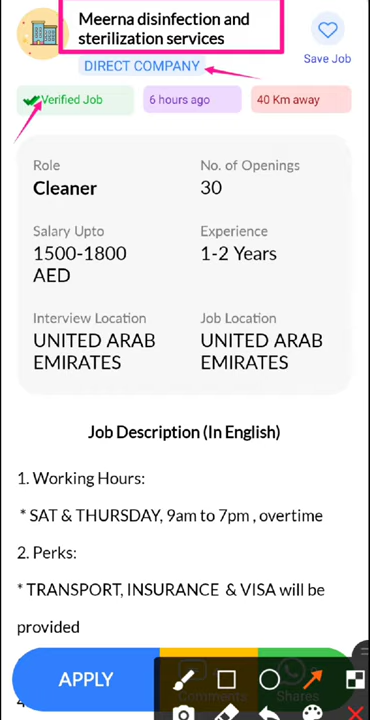 Meerna disinfection and
sterilization services
DIRECT COMPANY
Save Job
Verified Job
6 hours ago
40 Km away
Role
No. of Openings
Cleaner
30
Salary Upto
Experience
1500-1800
AED
1-2 Years
Interview Location
Job Location
UNITED ARAB
EMIRATES
UNITED ARAB
EMIRATES
Job Description (In English)
1. Working Hours:
* SAT & THURSDAY, 9am to 7pm , overtime
2. Perks:
* TRANSPORT, INSURANCE & VISA will be
provided
APPLY
Comments
Shares